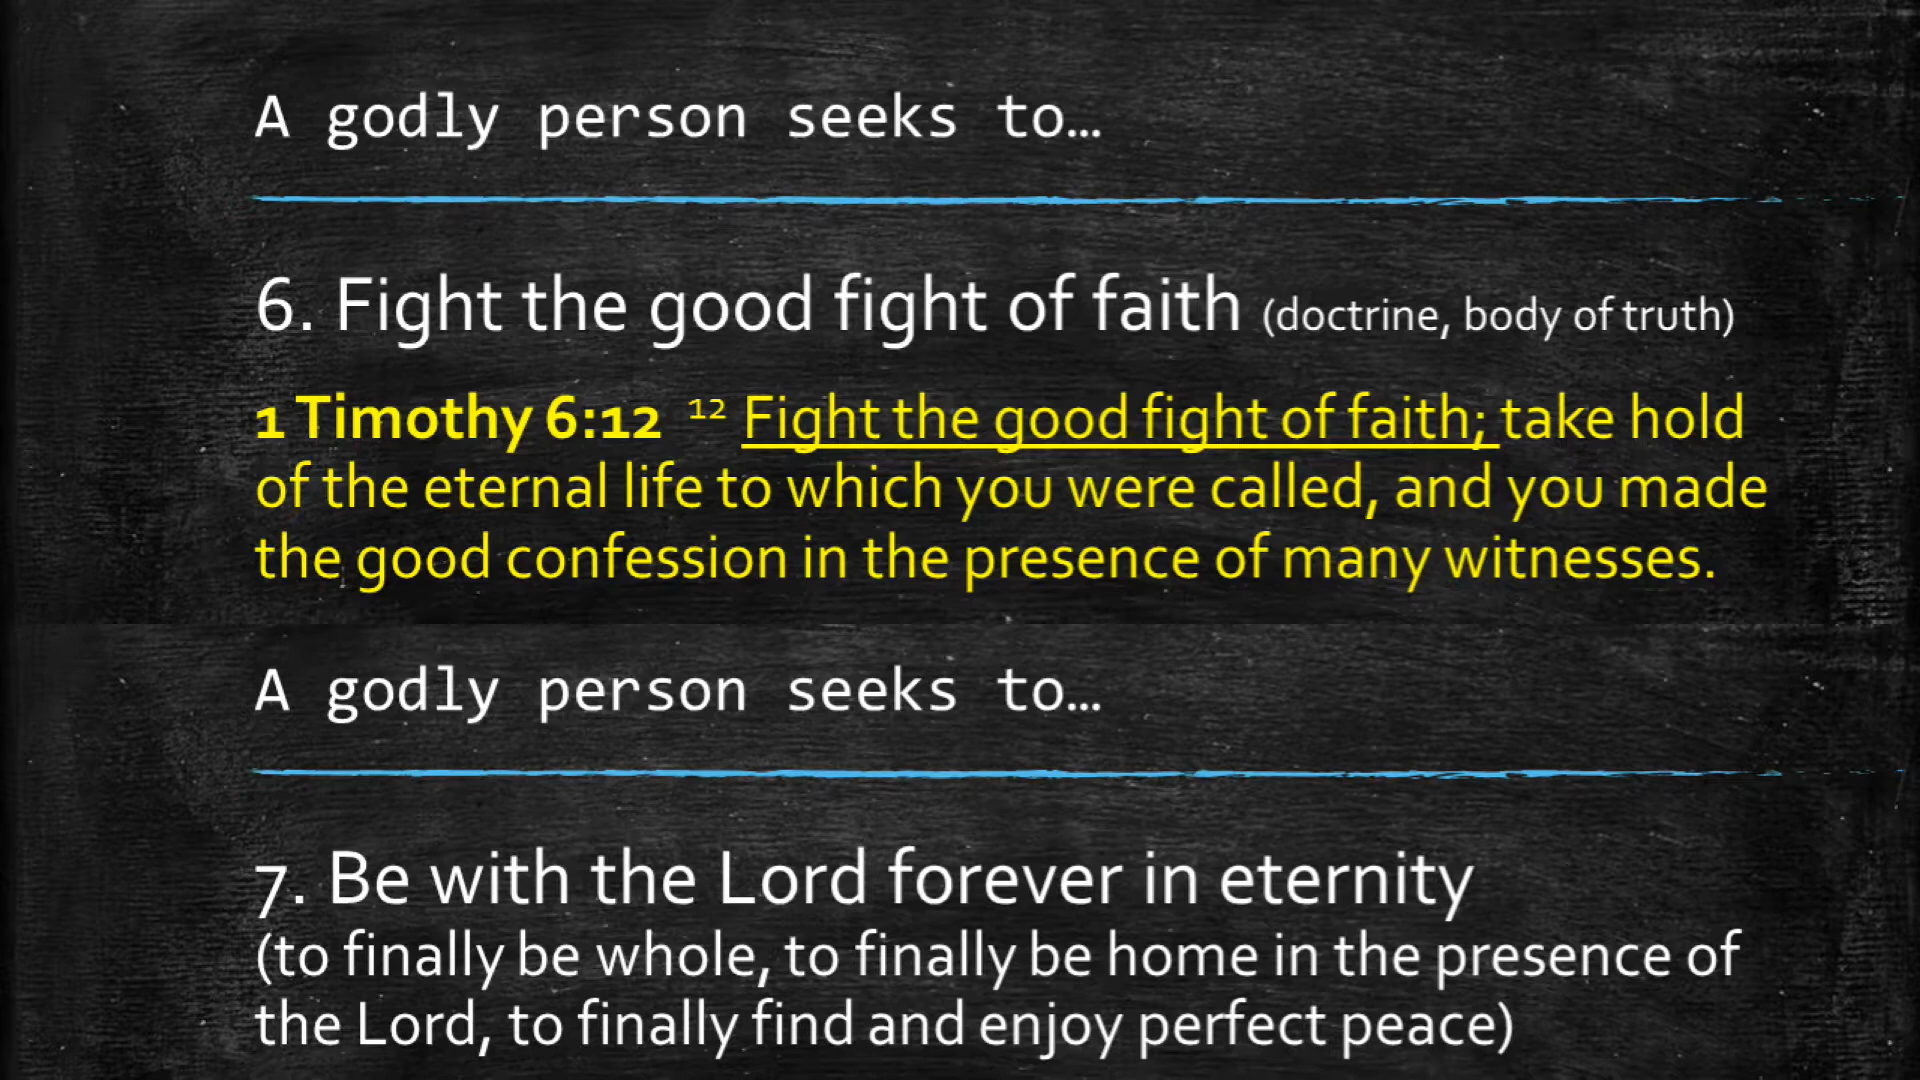 A godly person seeks to…
6. Fight the good fight of faith (doctrine, body of truth)
1 Timothy 6:12 12 Fight the good fight of faith; take hold
of the eternal life to which you were called, and you made
the good confession in the presence of many witnesses.
A godly person seeks to…
7. Be with the Lord forever in eternity
(to finally be whole, to finally be home in the presence of
the Lord, to finally find and enjoy perfect peace)